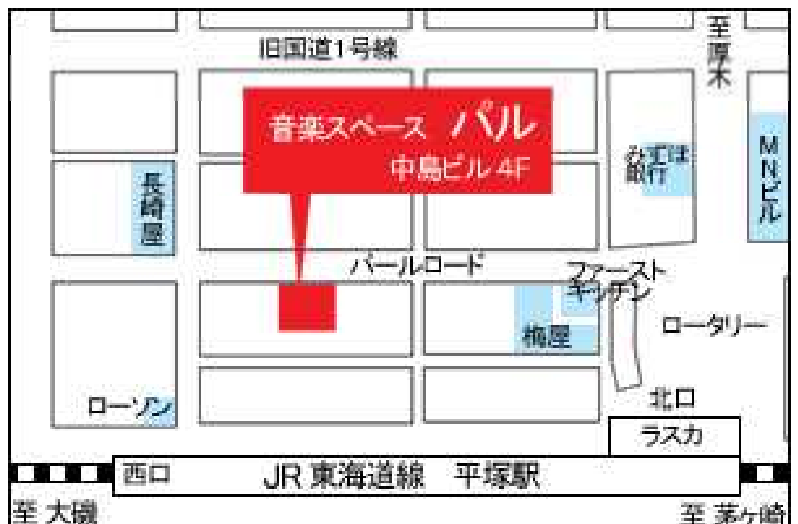 旧国道1号線
至厚木
音楽スペース パル
中島ビル 4F
みずほ
銀行
MNビル
長崎屋
パールロード
ファースト
キッチン
梅屋
ロータリー
ローソン
北口
ラスカ
西口
JR 東海道線 平塚駅
至 大磯
至 茅ヶ崎